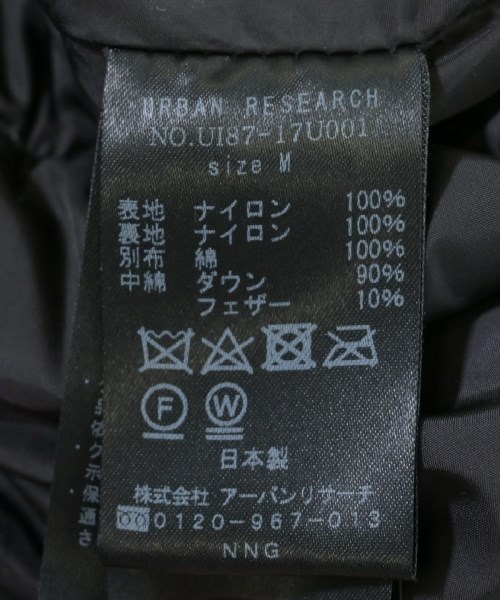 URBAN RESEARCH
NO.UI87-17U001
size M
表地 ナイロン 100%
裏地 ナイロン 100%
別布 綿 100%
中綿 ダウン 90%
フェザー 10%
F W
日本製
株式会社 アーバンリサーチ
0120-967-013
NNG